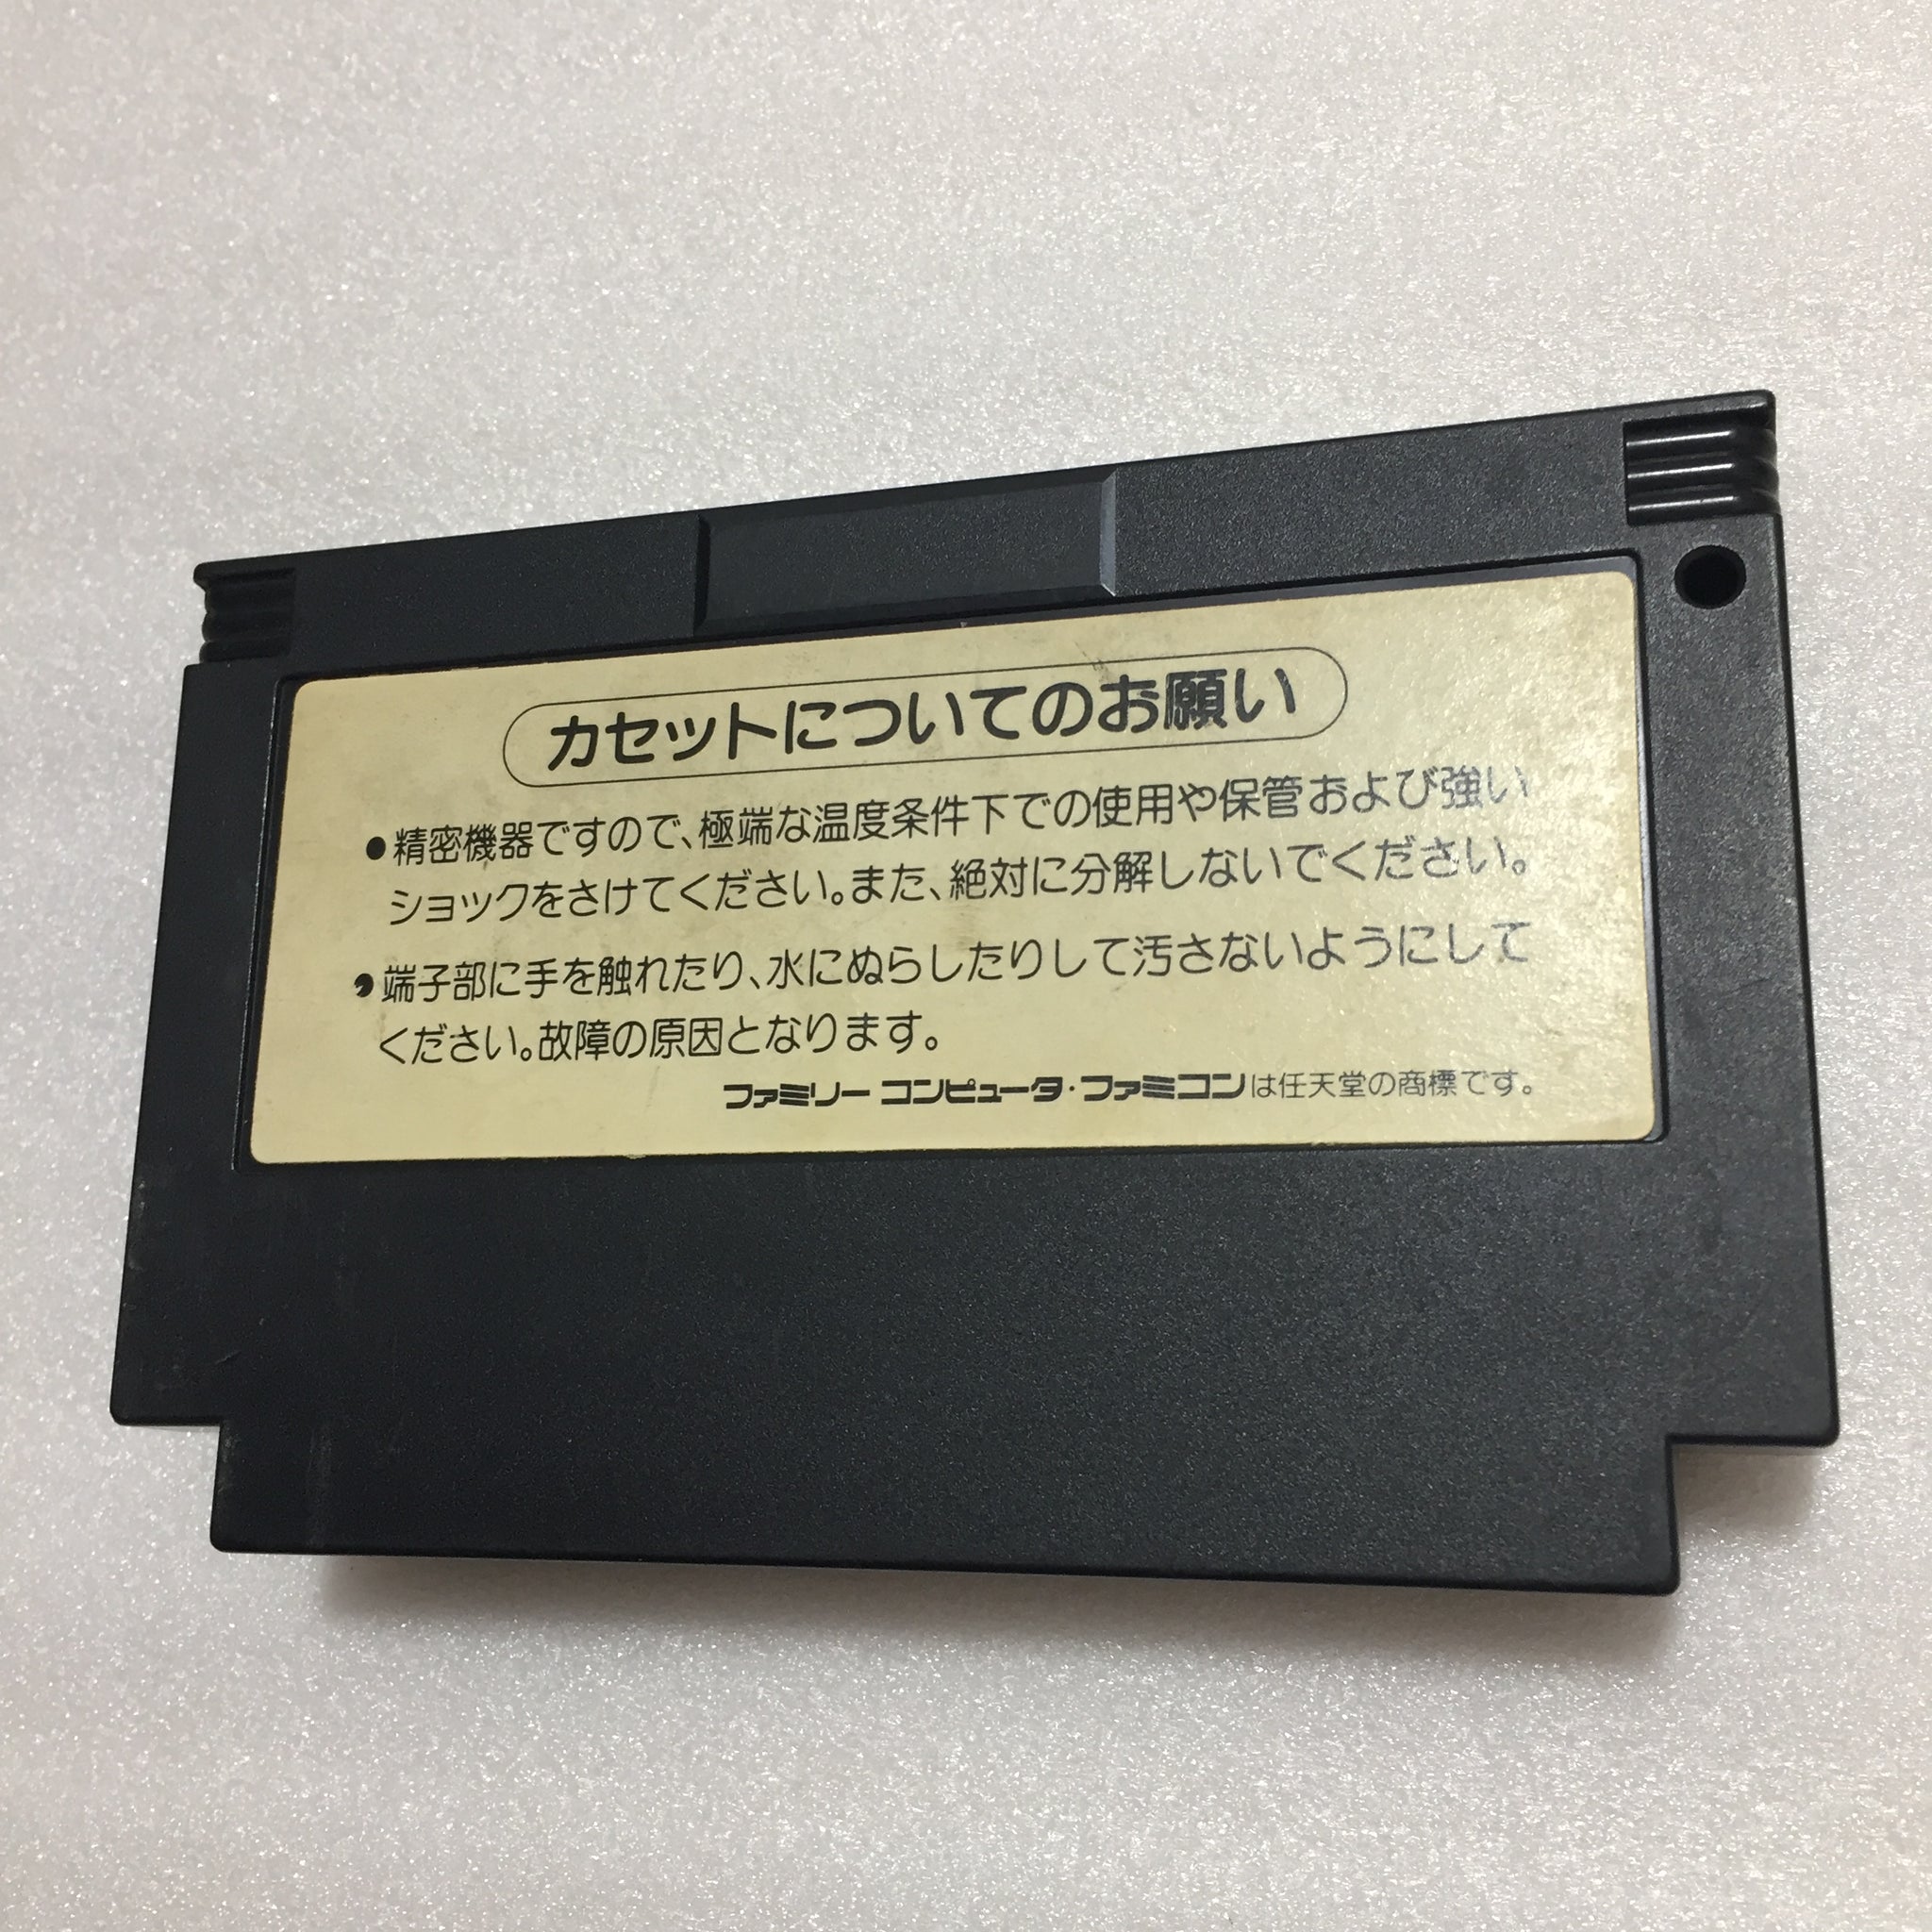 カセットについてのお願い
●精密機器ですので、極端な温度条件下での使用や保管および強い
ショックをさけてください。また、絶対に分解しないでください。
●端子部に手を触れたり、水にぬらしたりして汚さないようにして
ください。故障の原因となります。
ファミリー コンピュータ・ファミコンは任天堂の商標です。